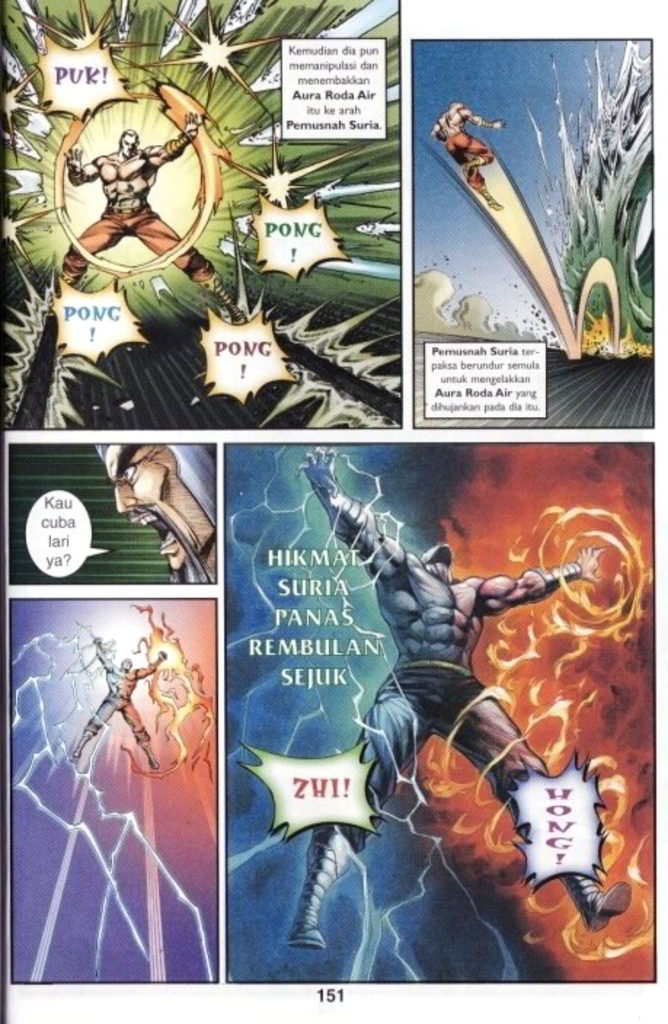 PUK!
Kemudian dia pun
memanipulasi dan
menembakkan
Aura Roda Air
itu ke arah
Pemusnah Suria.
PONG
!
PONG
!
PONG
!
Pemusnah Suria ter-
paksa berundur semula
untuk mengelakkan
Aura Roda Air yang
dihujankan pada dia itu.
Kau
cuba
lari
ya?
HIKMAT
SURIA
PANAS
REMBULAN
SEJUK
ZHI!
HONG!
151